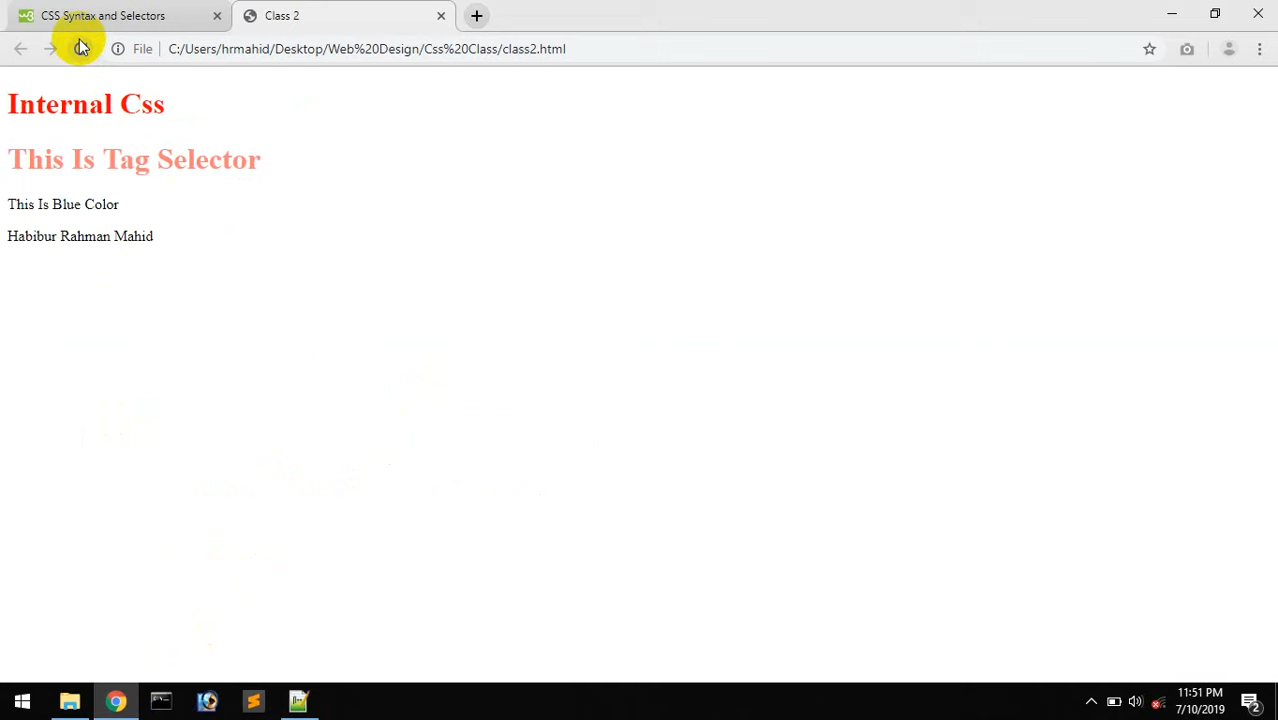 CSS Syntax and Selectors
Class 2
File
C:/Users/hrmahid/Desktop/Web%20Design/Css%20Class/class2.html
Internal Css
This Is Tag Selector
This Is Blue Color
Habibur Rahman Mahid
11:51 PM
7/10/2019
2